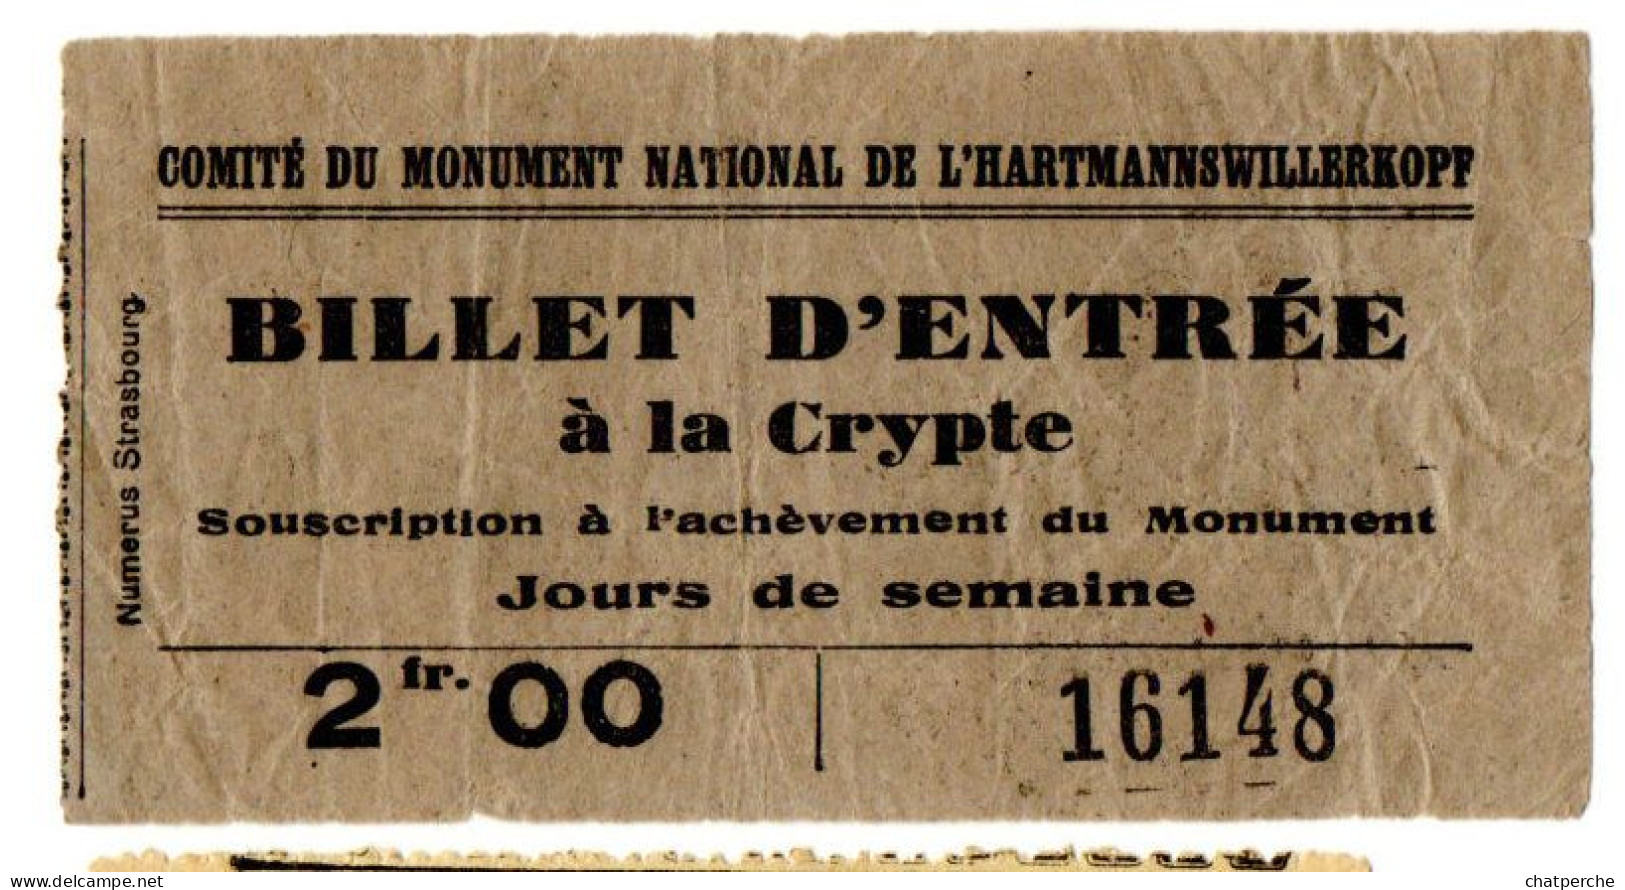 COMITÉ DU MONUMENT NATIONAL DE L'HARTMANNSWILLERKOPF
BILLET D'ENTRÉE
à la Crypte
Souscription à l'achèvement du Monument
Jours de semaine
2 fr. 00
16148
Numerus Strasbourg
www.delcampe.net
chatperche